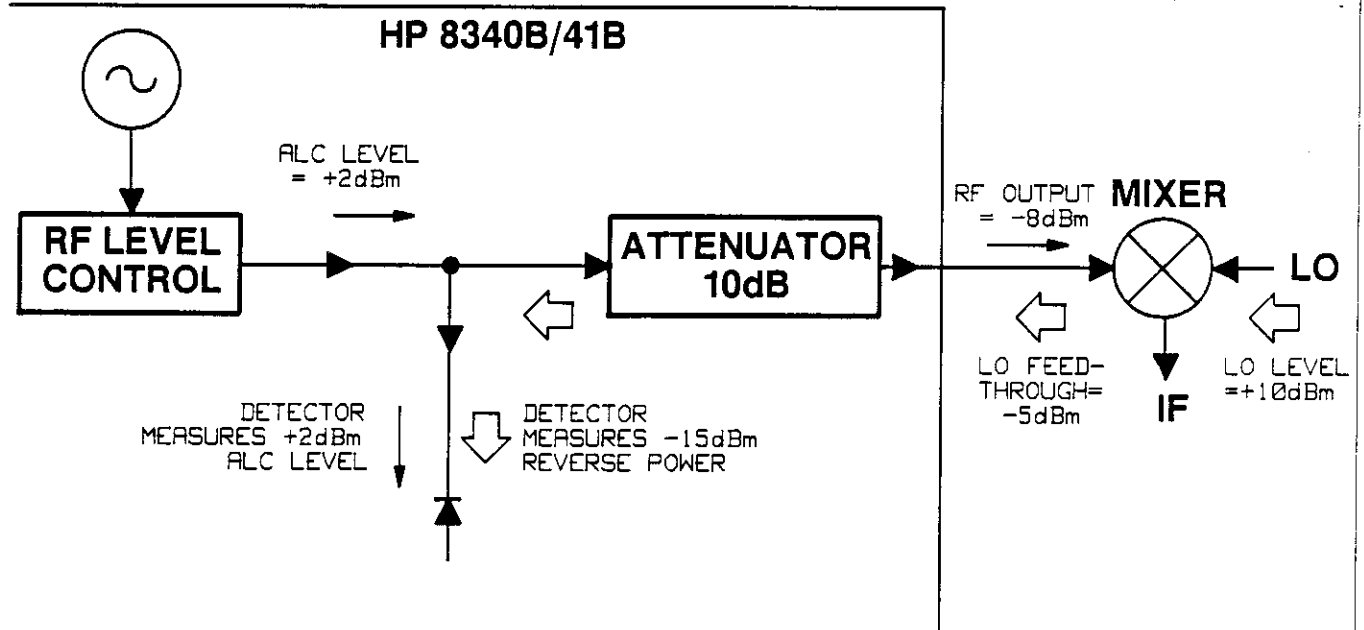 HP 8340B/41B
ALC LEVEL
= +2dBm
RF LEVEL
CONTROL
ATTENUATOR
10dB
RF OUTPUT
= -8dBm
MIXER
LO
LO FEED-
THROUGH=
-5dBm
IF
LO LEVEL
=+10dBm
DETECTOR
MEASURES +2dBm
ALC LEVEL
DETECTOR
MEASURES -15dBm
REVERSE POWER